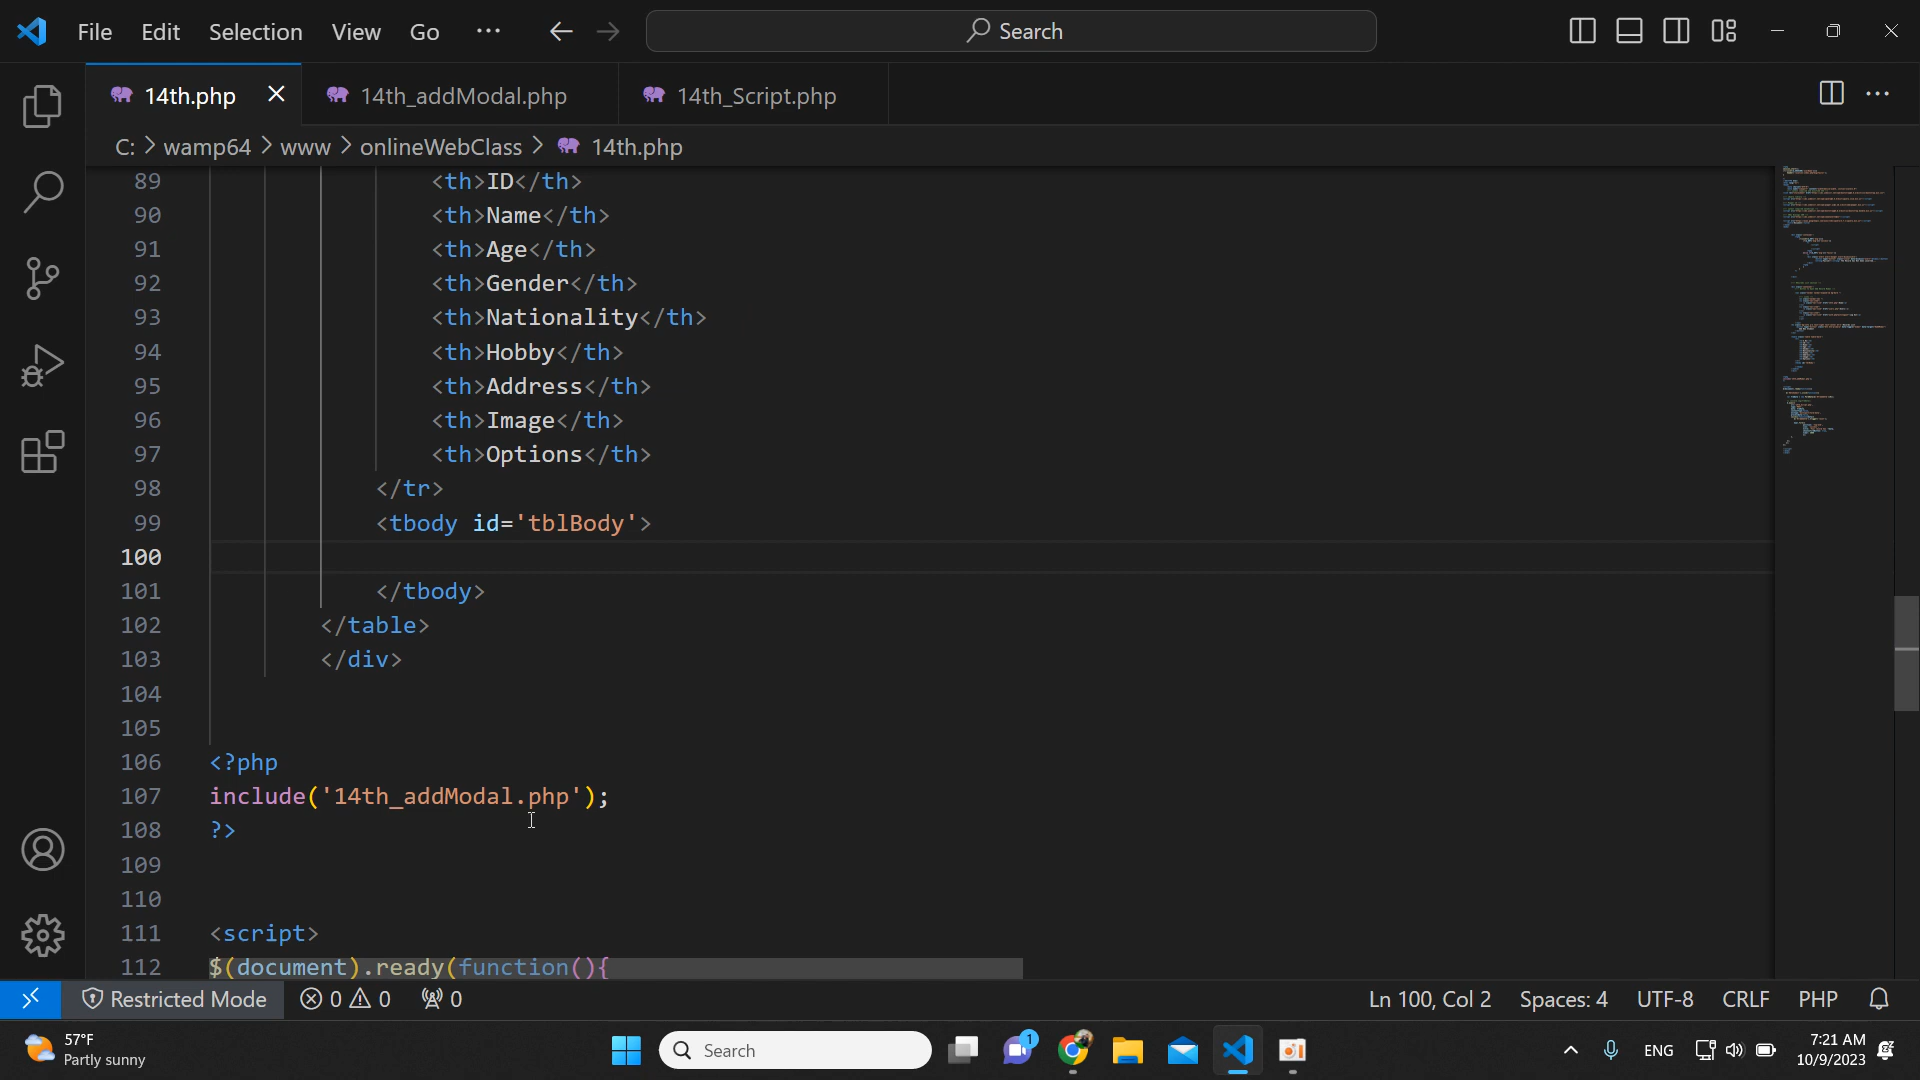 File Edit Selection View Go ··· Search
14th.php 14th_addModal.php 14th_Script.php
C: > wamp64 > www > onlineWebClass > 14th.php
89 <th>ID</th>
90 <th>Name</th>
91 <th>Age</th>
92 <th>Gender</th>
93 <th>Nationality</th>
94 <th>Hobby</th>
95 <th>Address</th>
96 <th>Image</th>
97 <th>Options</th>
98 </tr>
99 <tbody id='tblBody'>
100
101 </tbody>
102 </table>
103 </div>
104
105
106 <?php
107 include('14th_addModal.php');
108 ?>
109
110
111 <script>
112 $(document).ready(function(){
Restricted Mode 0 0 0 Ln 100, Col 2 Spaces: 4 UTF-8 CRLF PHP
57°F
Partly sunny
Search
1
ENG
7:21 AM
10/9/2023